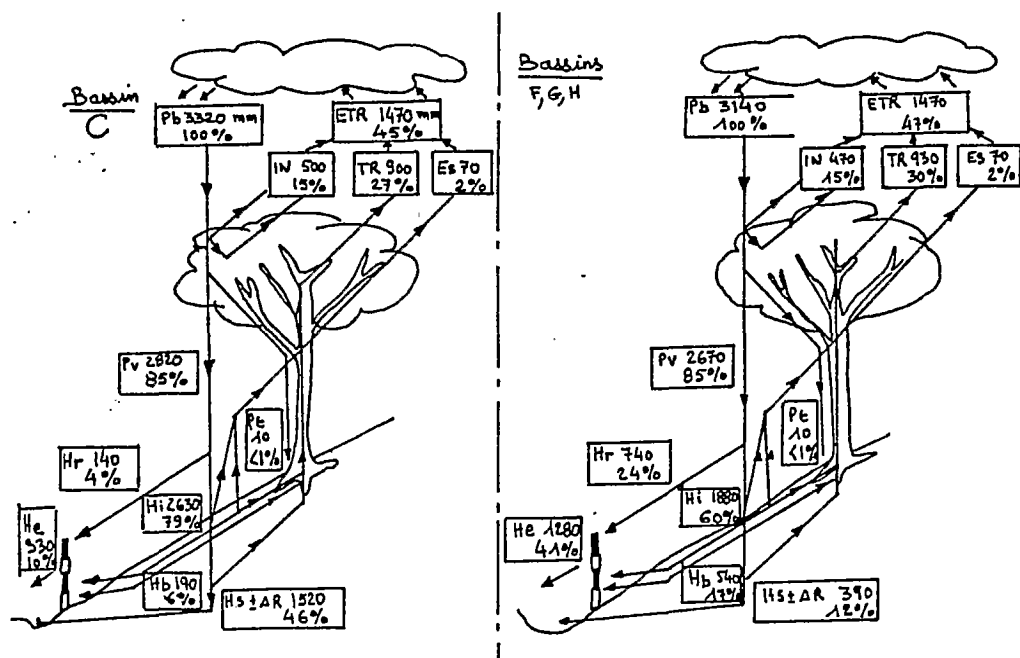 Bassin
C
Pb 3320 mm
100%
ETR 1470 mm
45%
IN 500
15%
TR 900
27%
Es 70
2%
Pv 2820
85%
Pt
10
<1%
Hr 140
4%
Hi 2630
79%
He
330
10%
Hb 190
6%
Hs ± ΔR 1520
46%
Bassins
F, G, H
Pb 3140
100%
ETR 1470
47%
IN 470
15%
TR 930
30%
Es 70
2%
Pv 2670
85%
Pt
10
<1%
Hr 740
24%
Hi 1880
60%
He 1280
41%
Hb 540
17%
Hs ± ΔR 390
12%